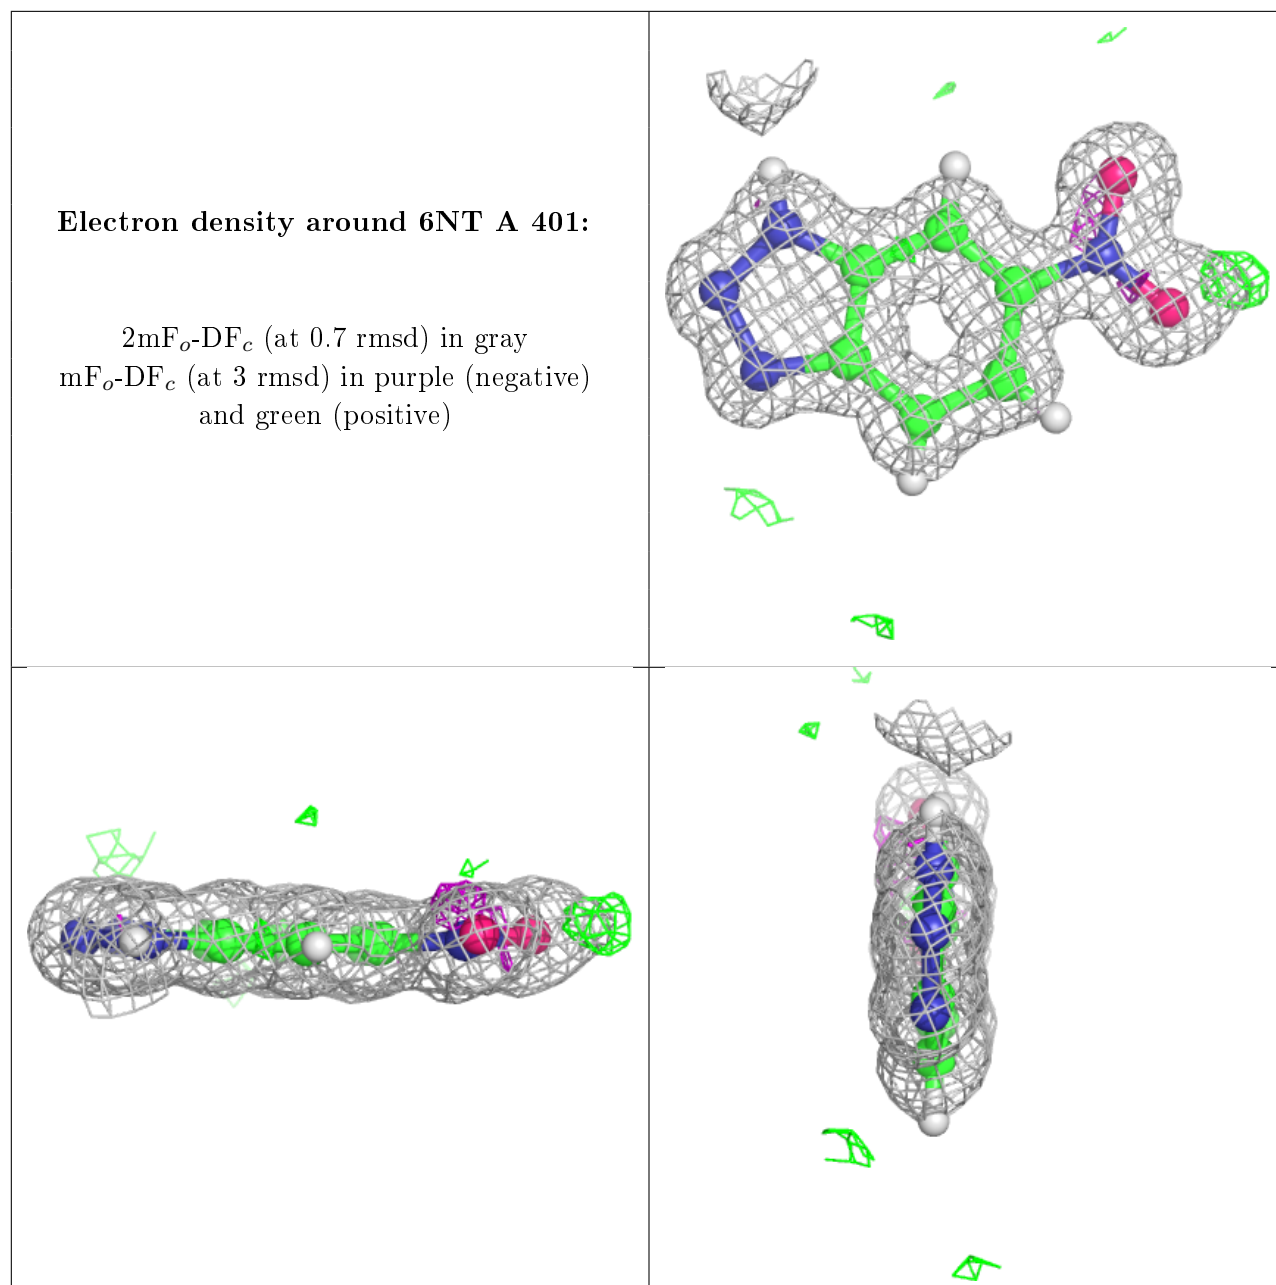 Electron density around 6NT A 401:
2mFo-DFc (at 0.7 rmsd) in gray
mFo-DFc (at 3 rmsd) in purple (negative)
and green (positive)